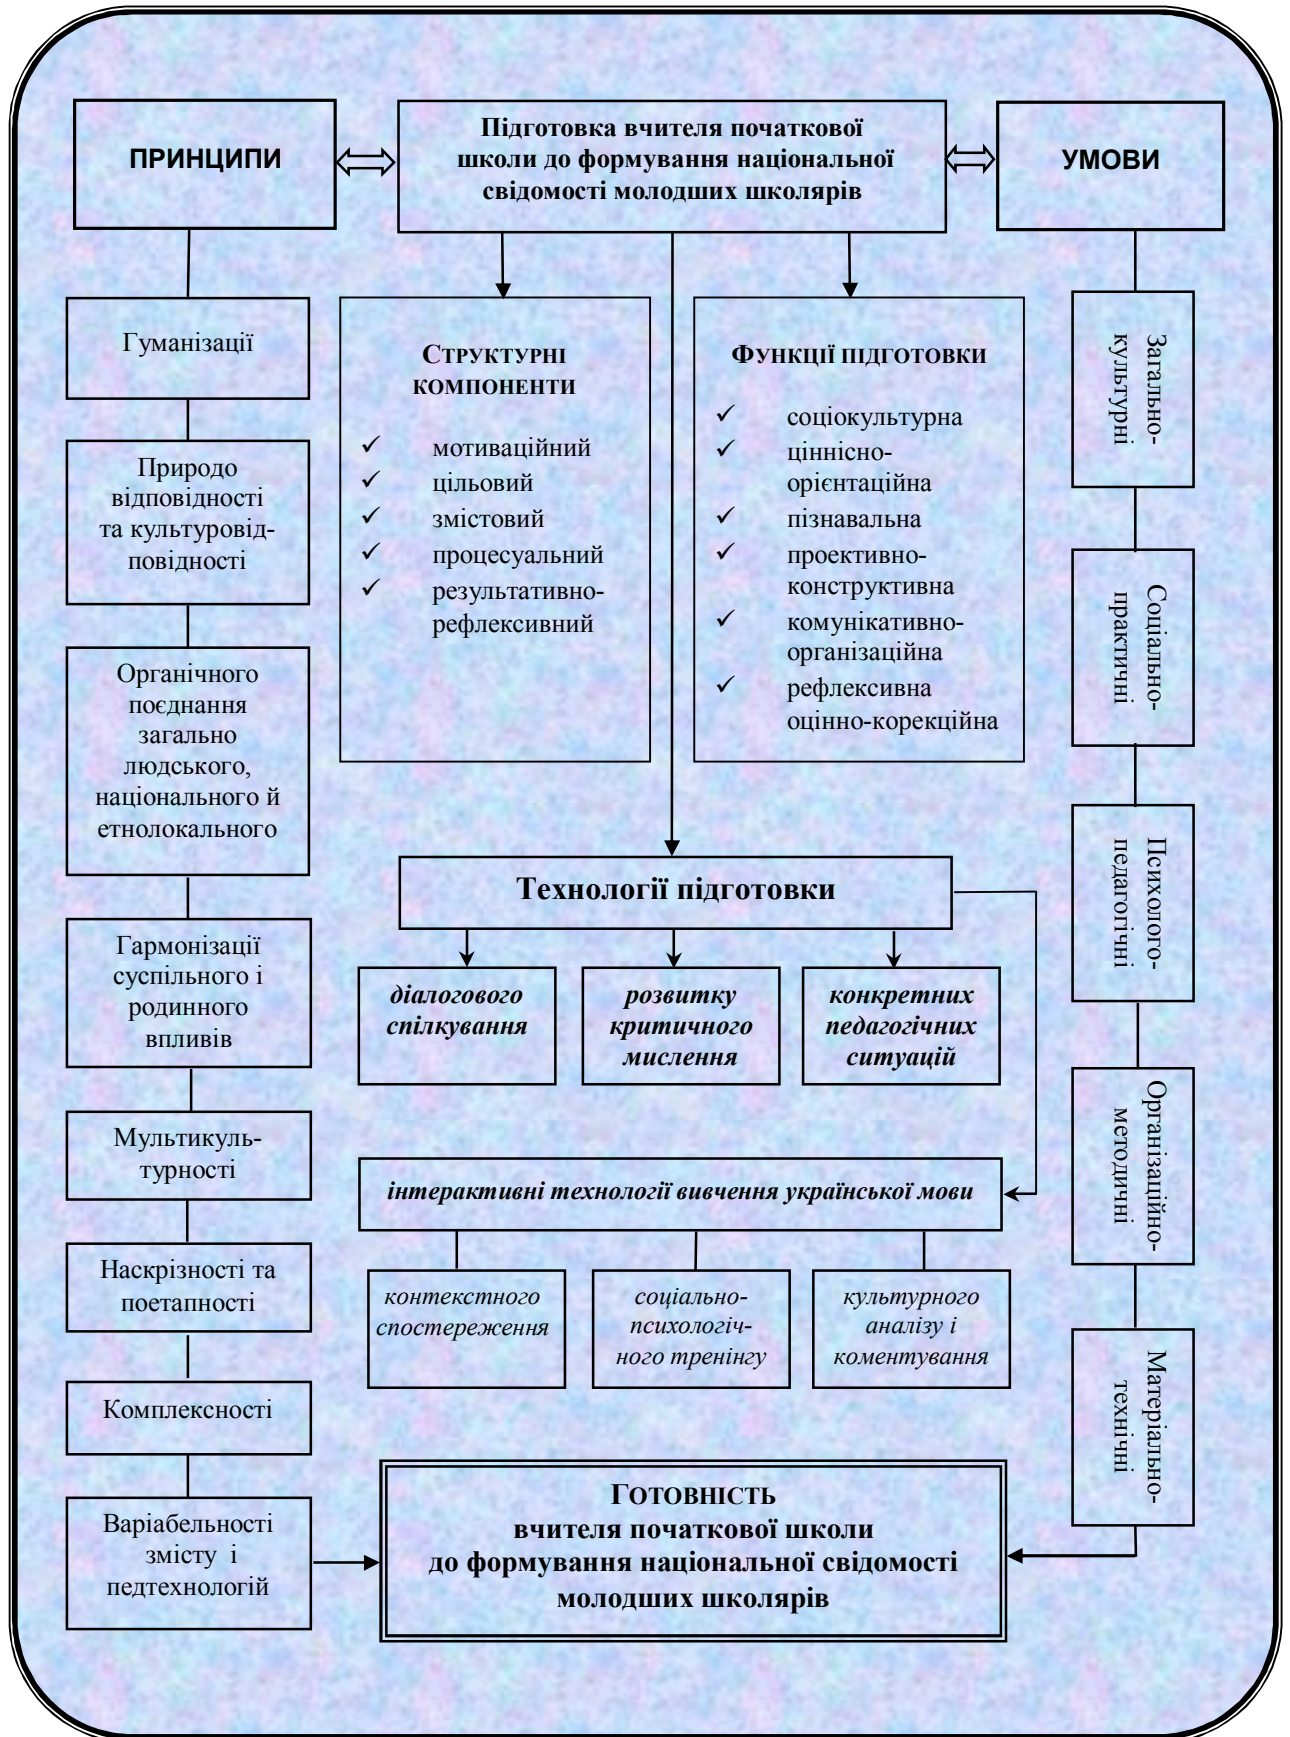 ПРИНЦИПИ
Підготовка вчителя початкової
школи до формування національної
свідомості молодших школярів
УМОВИ
Гуманізації
Природо
відповідності
та культуровід-
повідності
Органічного
поєднання
загально
людського,
національного й
етнолокального
Гармонізації
суспільного і
родинного
впливів
Мультикуль-
турності
Наскрізності та
поетапності
Комплексності
Варіабельності
змісту і
педтехнологій
СТРУКТУРНІ
КОМПОНЕНТИ
✓ мотиваційний
✓ цільовий
✓ змістовий
✓ процесуальний
✓ результативно-
рефлексивний
ФУНКЦІЇ ПІДГОТОВКИ
✓ соціокультурна
✓ ціннісно-
орієнтаційна
✓ пізнавальна
✓ проективно-
конструктивна
✓ комунікативно-
організаційна
✓ рефлексивна
оцінно-корекційна
Технології підготовки
діалогового
спілкування
розвитку
критичного
мислення
конкретних
педагогічних
ситуацій
інтерактивні технології вивчення української мови
контекстного
спостереження
соціально-
психологіч-
ного тренінгу
культурного
аналізу і
коментування
ГОТОВНІСТЬ
вчителя початкової школи
до формування національної свідомості
молодших школярів
Загально-
культурні
Соціально-
практичні
Психолого-
педагогічні
Організаційно-
методичні
Матеріально-
технічні